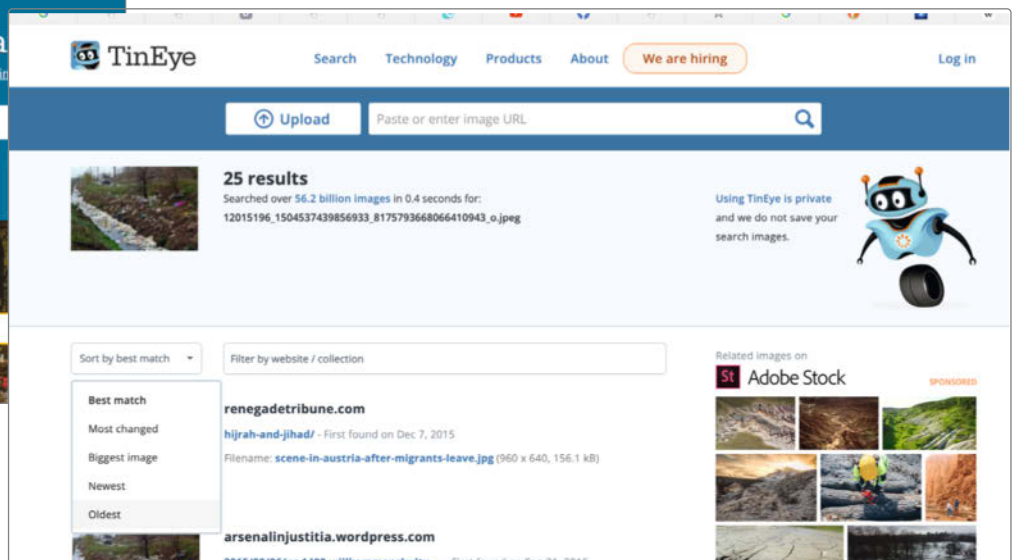 TinEye
Search Technology Products About We are hiring Log in
Upload Paste or enter image URL
25 results
Searched over 56.2 billion images in 0.4 seconds for:
12015196_1504537439856933_8175793668066410943_o.jpeg
Using TinEye is private
and we do not save your
search images.
Sort by best match
Filter by website / collection
Best match
Most changed
Biggest image
Newest
Oldest
renegadetribune.com
hijrah-and-jihad/ - First found on Dec 7, 2015
Filename: scene-in-austria-after-migrants-leave.jpg (960 x 640, 156.1 kB)
arsenalinjustitia.wordpress.com
Related images on
St Adobe Stock
SPONSORED